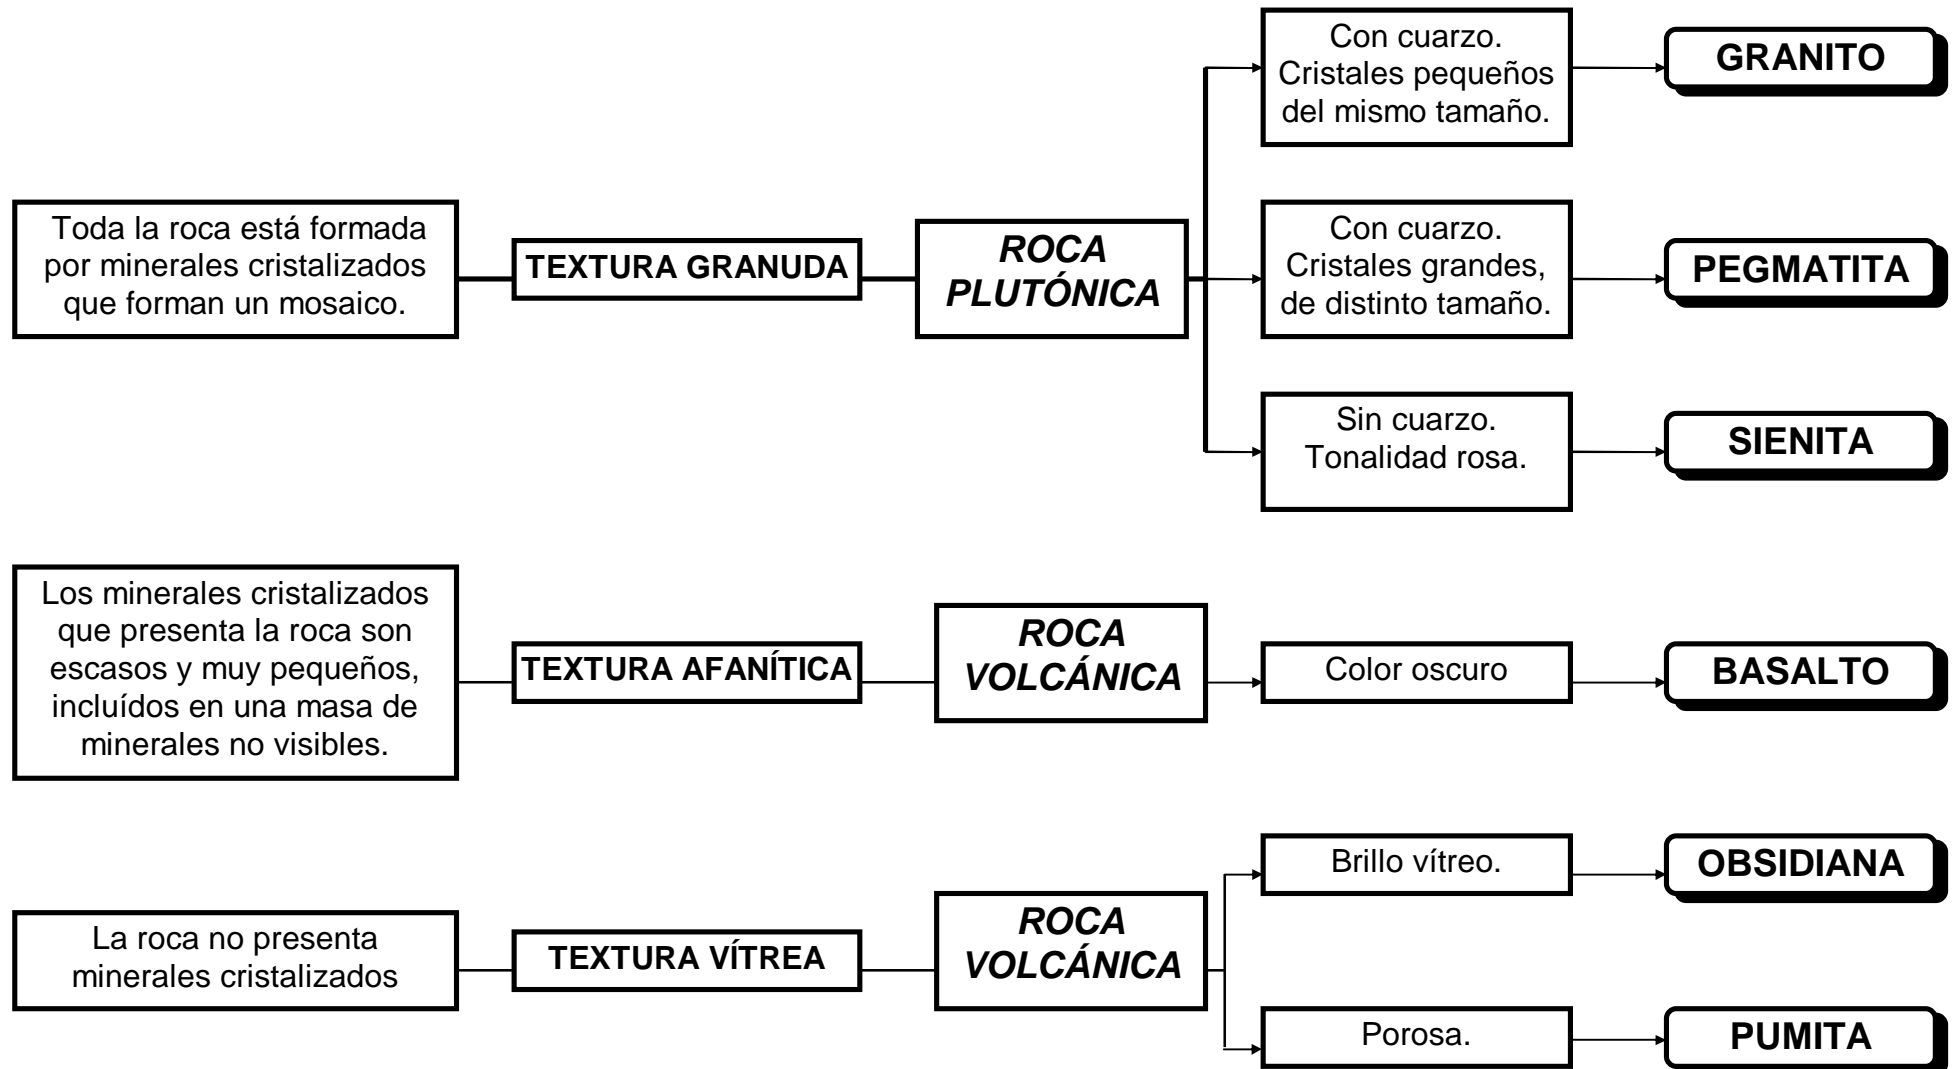 Con cuarzo.
Cristales pequeños
del mismo tamaño.
GRANITO
Toda la roca está formada
por minerales cristalizados
que forman un mosaico.
TEXTURA GRANUDA
ROCA
PLUTÓNICA
Con cuarzo.
Cristales grandes,
de distinto tamaño.
PEGMATITA
Sin cuarzo.
Tonalidad rosa.
SIENITA
Los minerales cristalizados
que presenta la roca son
escasos y muy pequeños,
incluídos en una masa de
minerales no visibles.
TEXTURA AFANÍTICA
ROCA
VOLCÁNICA
Color oscuro
BASALTO
La roca no presenta
minerales cristalizados
TEXTURA VÍTREA
ROCA
VOLCÁNICA
Brillo vítreo.
OBSIDIANA
Porosa.
PUMITA